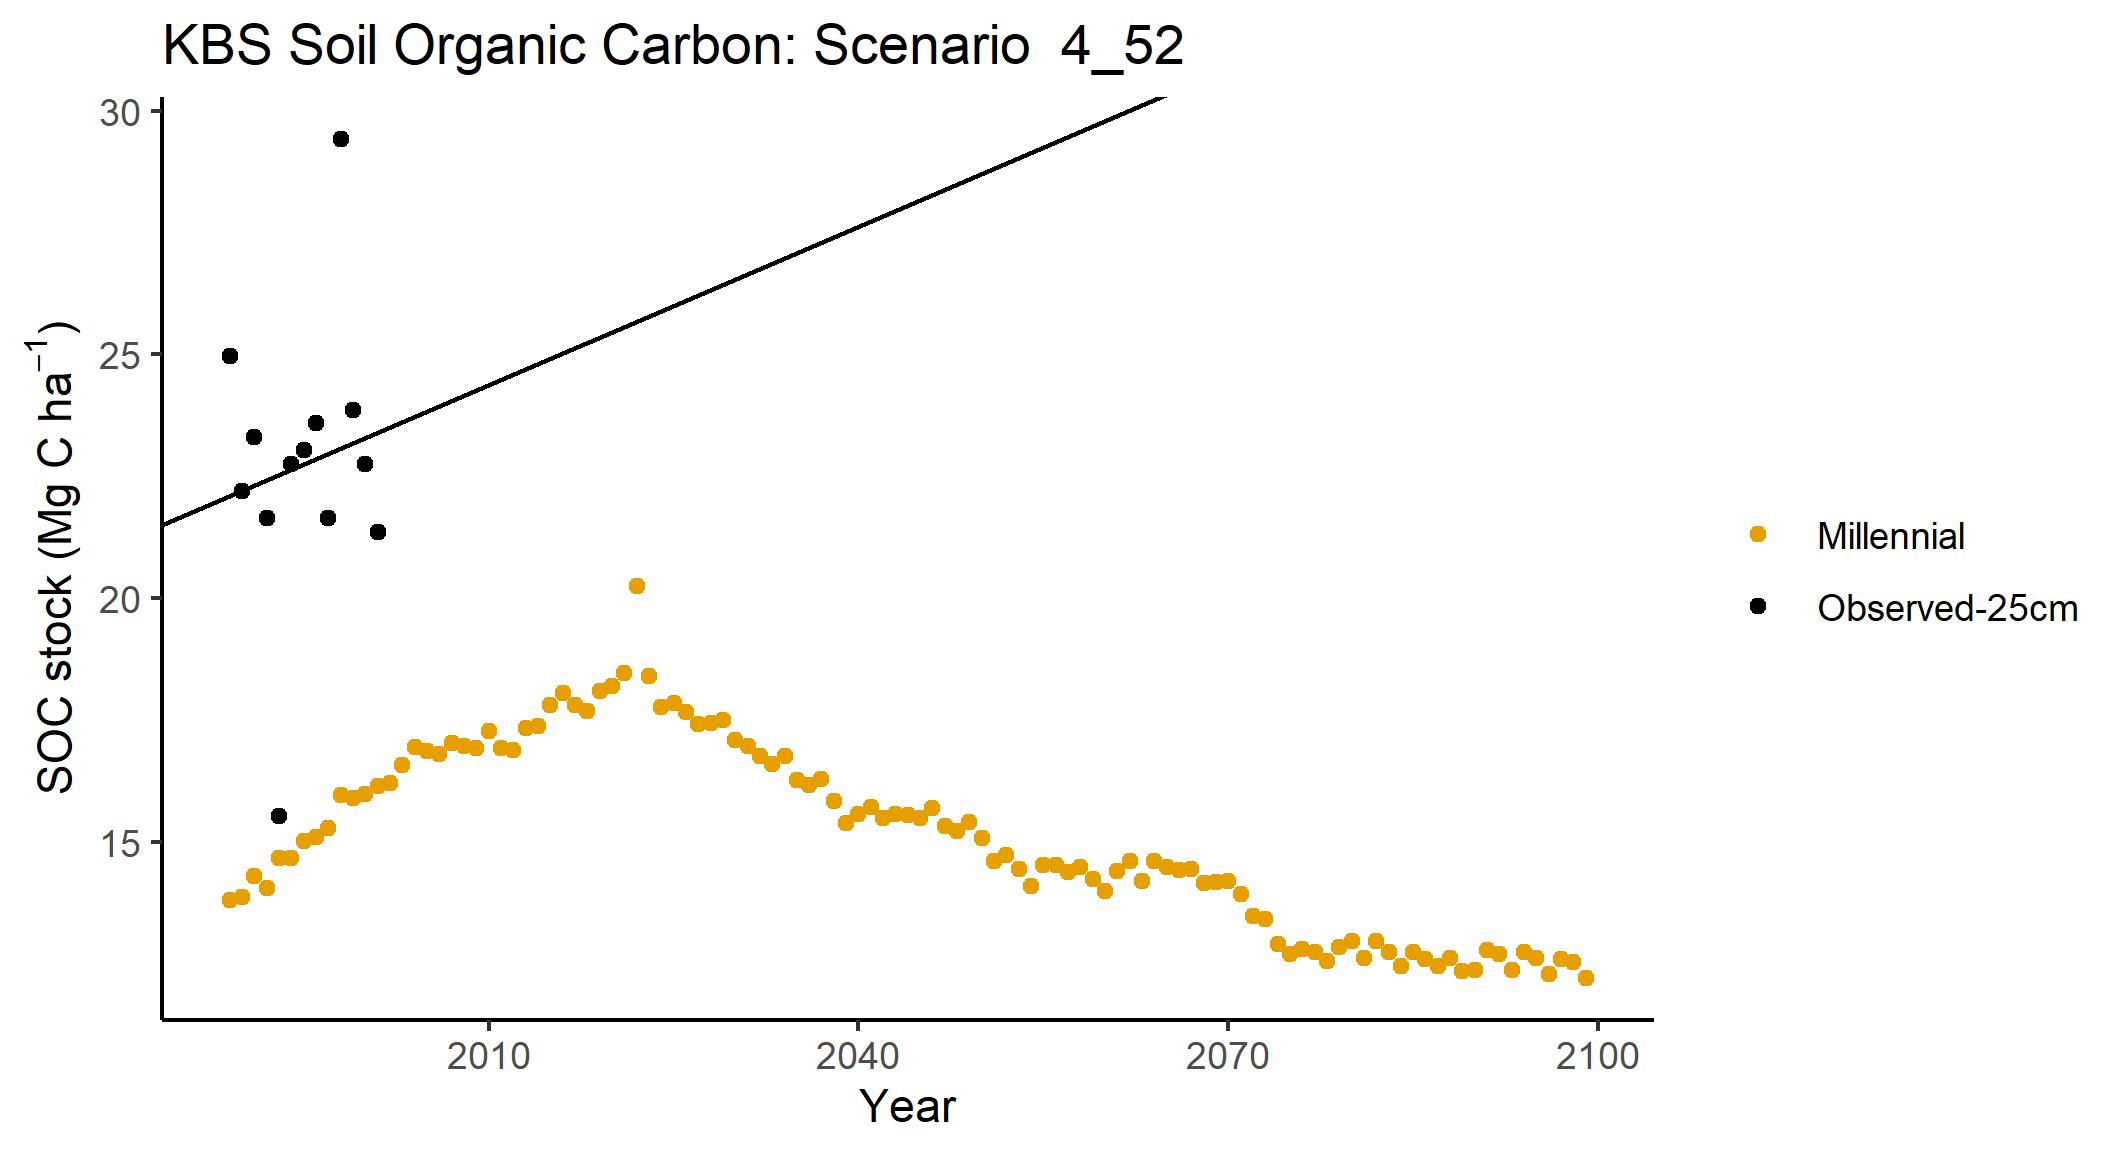 KBS Soil Organic Carbon: Scenario  4_52
30
25
20
15
SOC stock (Mg C ha⁻¹)
2010 2040 2070 2100
Year
Millennial
Observed-25cm